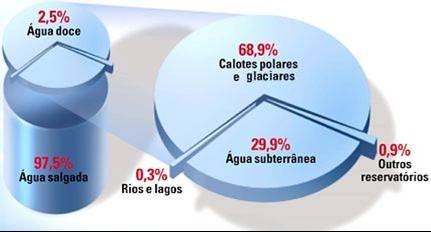 2,5%
Água doce
97,5%
Água salgada
68,9%
Calotes polares
e glaciares
29,9%
Água subterrânea
0,3%
Rios e lagos
0,9%
Outros
reservatórios